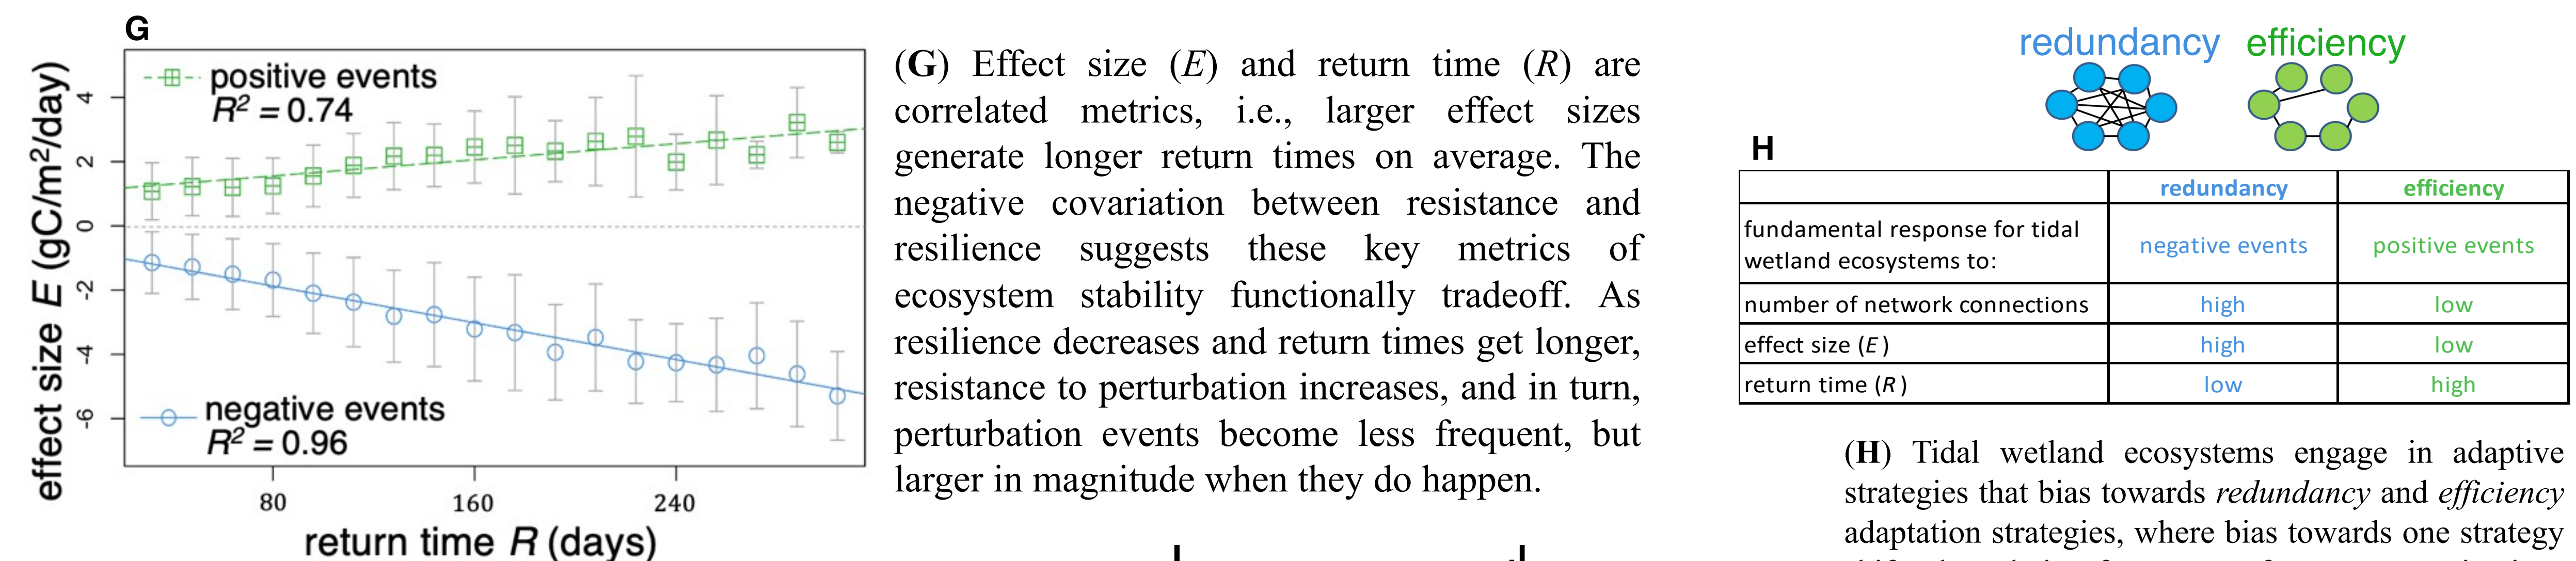 G
positive events
R² = 0.74
4
2
0
-2
-4
-6
effect size E (gC/m²/day)
negative events
R² = 0.96
80 160 240
return time R (days)
(G) Effect size (E) and return time (R) are
correlated metrics, i.e., larger effect sizes
generate longer return times on average. The
negative covariation between resistance and
resilience suggests these key metrics of
ecosystem stability functionally tradeoff. As
resilience decreases and return times get longer,
resistance to perturbation increases, and in turn,
perturbation events become less frequent, but
larger in magnitude when they do happen.
redundancy efficiency
H
redundancy efficiency
fundamental response for tidal
wetland ecosystems to: negative events positive events
number of network connections high low
effect size (E) high low
return time (R) low high
(H) Tidal wetland ecosystems engage in adaptive
strategies that bias towards redundancy and efficiency
adaptation strategies, where bias towards one strategy